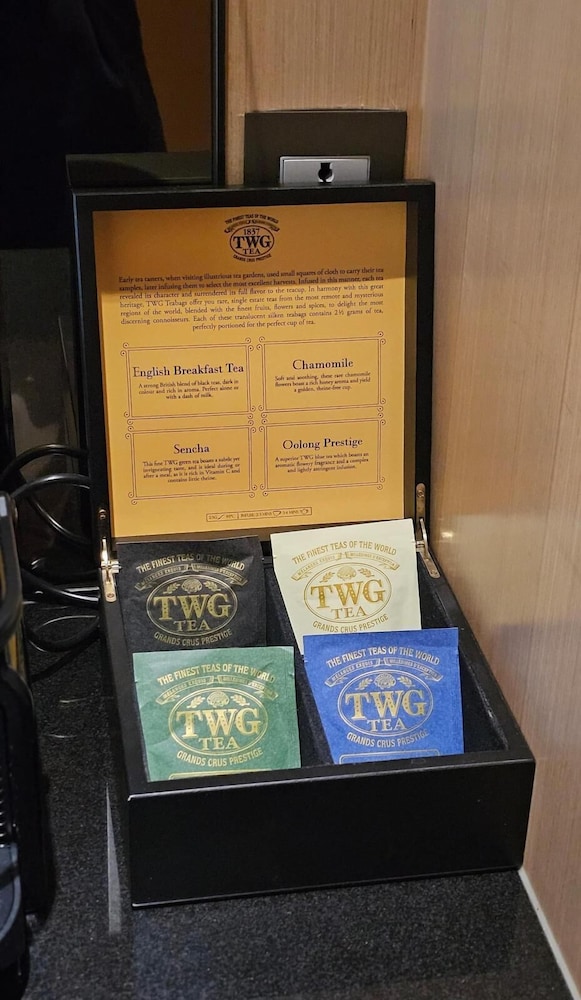 THE FINEST TEAS OF THE WORLD
1837
TWG
TEA
GRANDS CRUS PRESTIGE
Early tea tasters, when visiting illustrious tea gardens, used small squares of cloth to carry their tea
samples, later infusing them to select the most excellent harvests. Infused in this manner, each tea
revealed its character and surrendered its full flavor to the teacup. In harmony with this great
heritage, TWG Teabags offer you rare, single estate teas from the most remote and mysterious
regions of the world, blended with the finest fruits, flowers and spices, to delight the most
discerning connoisseurs. Each of these translucent silken teabags contains 2½ grams of tea,
perfectly portioned for the perfect cup of tea.
English Breakfast Tea
A strong British blend of black teas, dark in
colour and rich in aroma. Perfect alone or
with a dash of milk.
Chamomile
Soft and soothing, these rare chamomile
flowers boast a rich honey aroma and yield
a golden, theine-free cup.
Sencha
This fine TWG green tea boasts a subtle yet
invigorating taste, and is ideal during or
after a meal, as it is rich in Vitamin C and
contains little theine.
Oolong Prestige
A superior TWG blue tea which boasts an
aromatic flowery fragrance and a complex
and lightly astringent infusion.
THE FINEST TEAS OF THE WORLD
TWG
TEA
GRANDS CRUS PRESTIGE
THE FINEST TEAS OF THE WORLD
TWG
TEA
GRANDS CRUS PRESTIGE
THE FINEST TEAS OF THE WORLD
TWG
TEA
GRANDS CRUS PRESTIGE
THE FINEST TEAS OF THE WORLD
TWG
TEA
GRANDS CRUS PRESTIGE